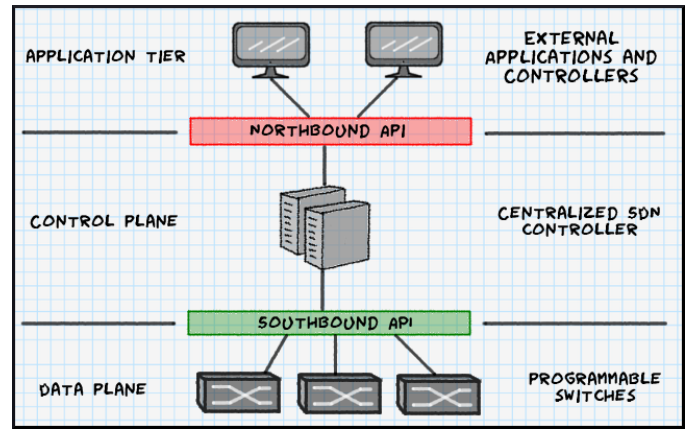 APPLICATION TIER
EXTERNAL
APPLICATIONS AND
CONTROLLERS
NORTHBOUND API
CONTROL PLANE
CENTRALIZED SDN
CONTROLLER
SOUTHBOUND API
DATA PLANE
PROGRAMMABLE
SWITCHES